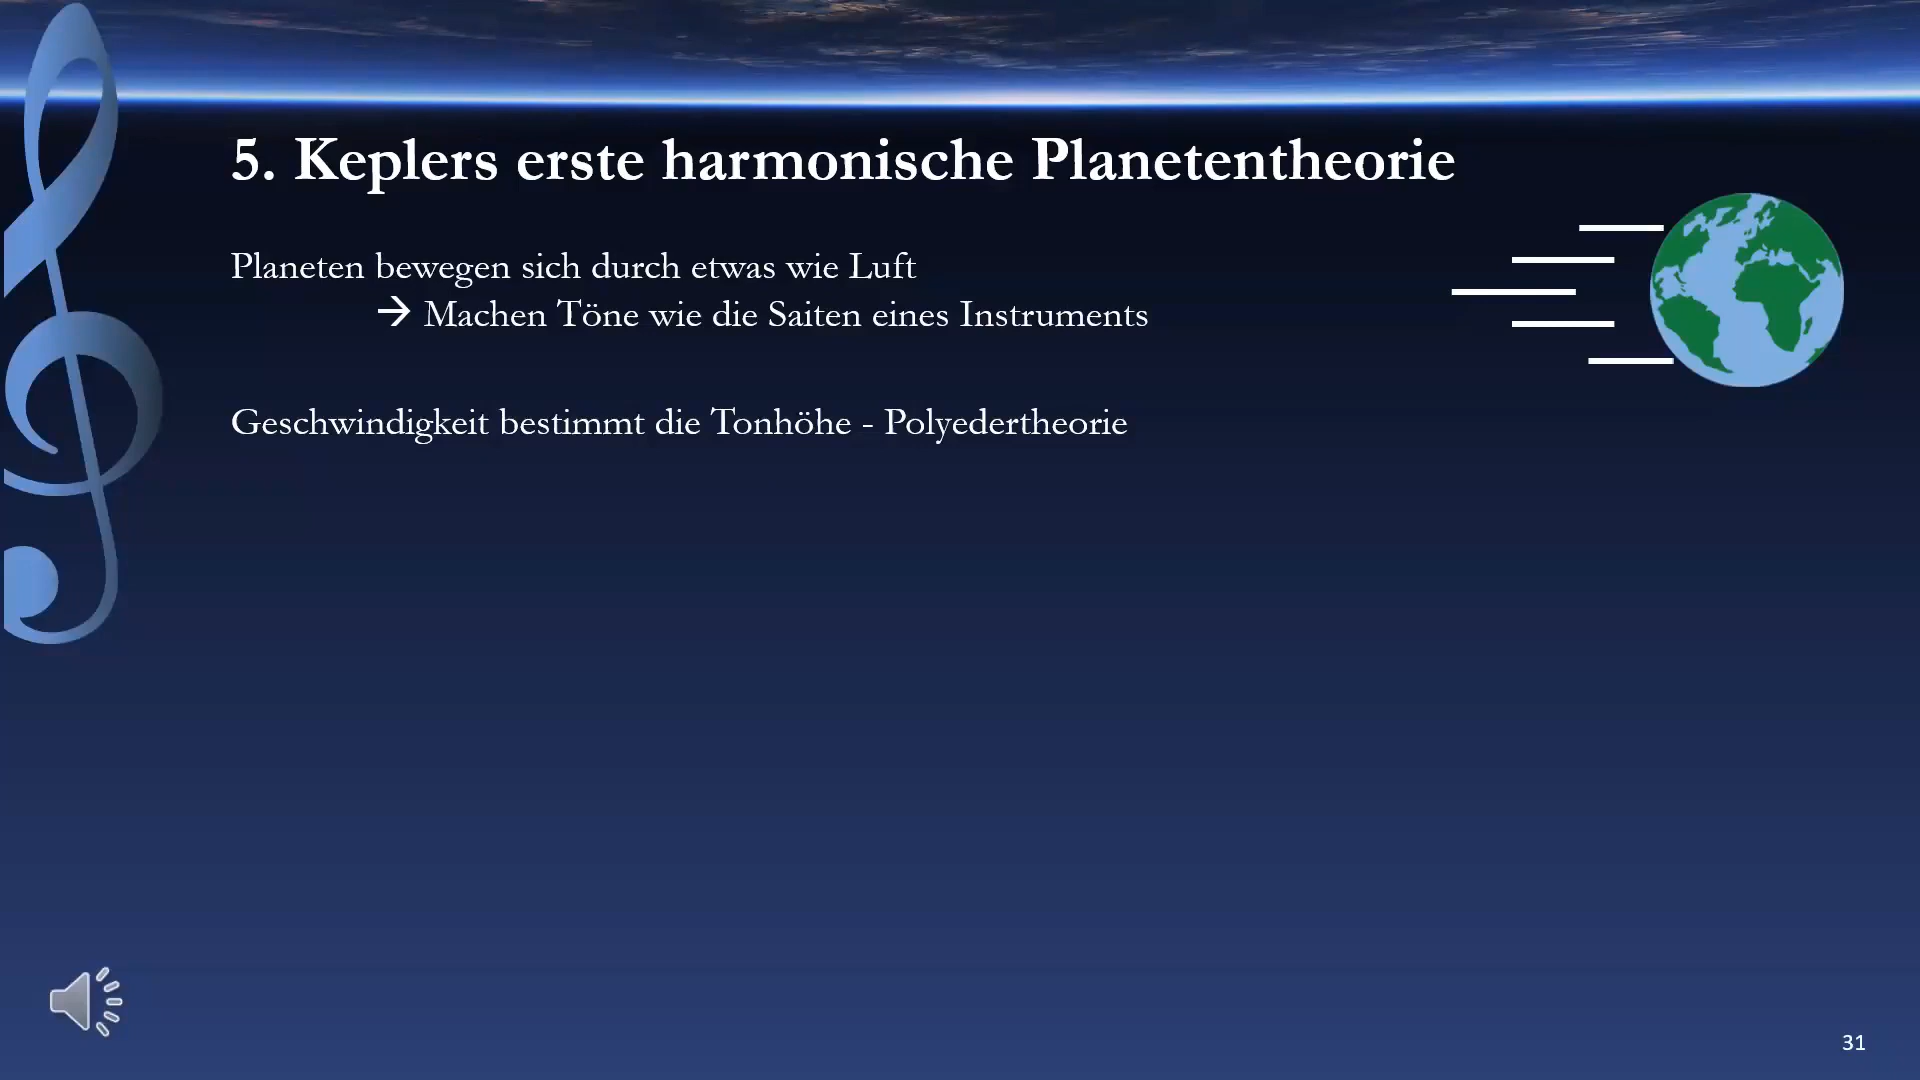 5. Keplers erste harmonische Planetentheorie
Planeten bewegen sich durch etwas wie Luft
→ Machen Töne wie die Saiten eines Instruments
Geschwindigkeit bestimmt die Tonhöhe - Polyedertheorie
31